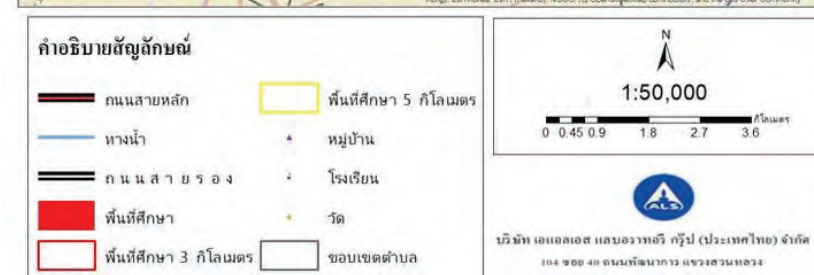 คำอธิบายสัญลักษณ์
ถนนสายหลัก
พื้นที่ศึกษา 5 กิโลเมตร
ทางน้ำ
หมู่บ้าน
ถ น น ส า ย ร อ ง
โรงเรียน
พื้นที่ศึกษา
วัด
พื้นที่ศึกษา 3 กิโลเมตร
ขอบเขตตำบล
N
1:50,000
กิโลเมตร
0 0.45 0.9 1.8 2.7 3.6
ALS
บริษัท เอแอลเอส แลบอราทอรี กรุ๊ป (ประเทศไทย) จำกัด
104 ซอย 40 ถนนพัฒนาการ แขวงสวนหลวง